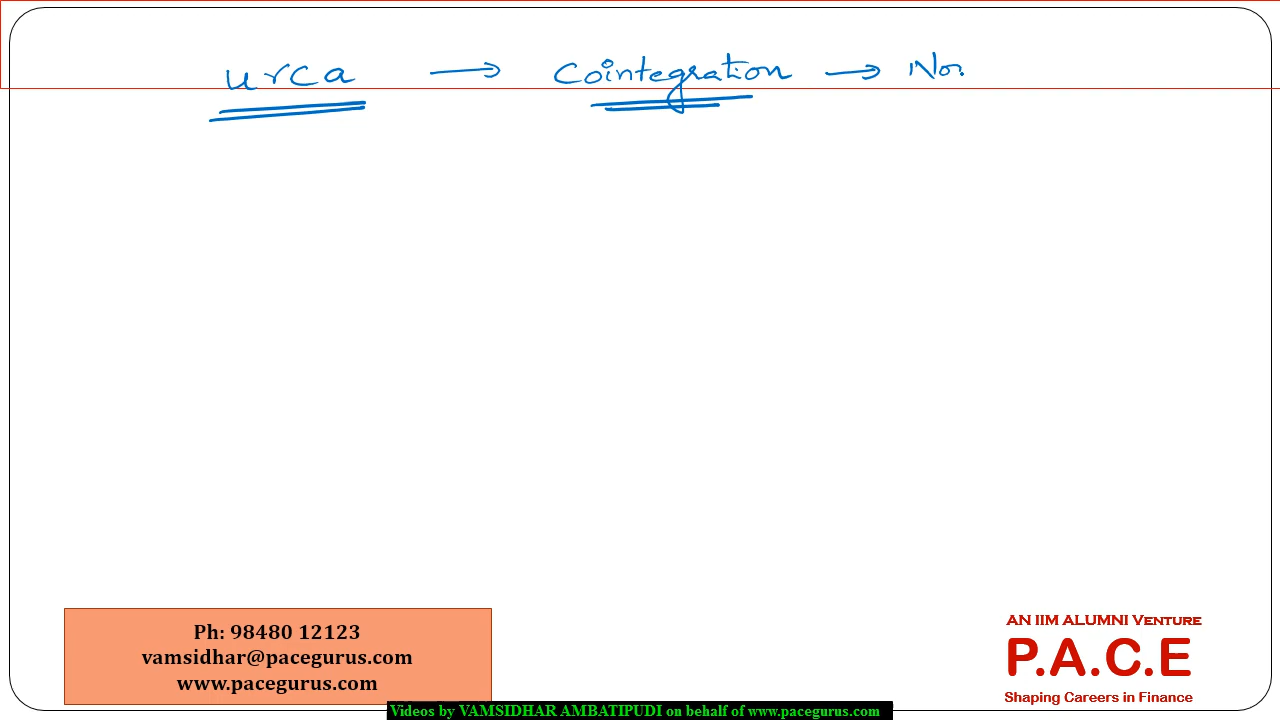 urca → Cointegration → Non
Ph: 98480 12123
vamsidhar@pacegurus.com
www.pacegurus.com
AN IIM ALUMNI VENTURE
P.A.C.E
Shaping Careers in Finance
Videos by VAMSIDHAR AMBATIPUDI on behalf of www.pacegurus.com